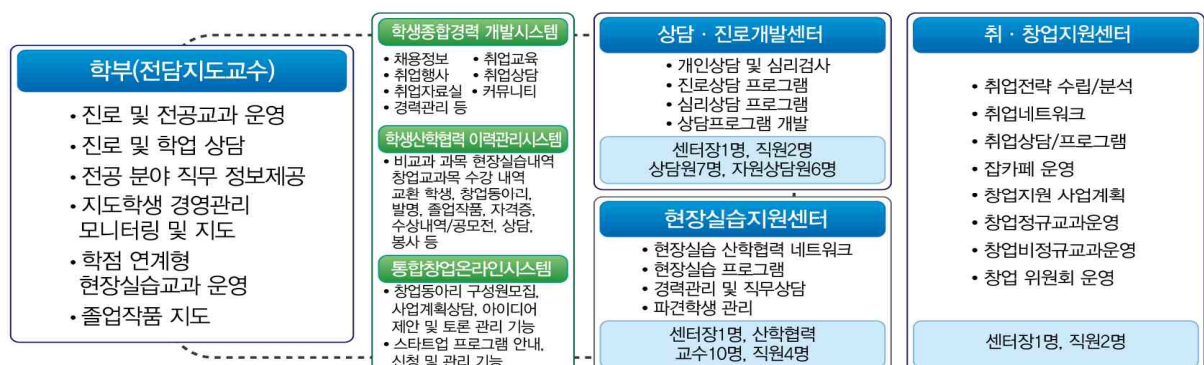 학부(전담지도교수)
• 진로 및 전공교과 운영
• 진로 및 학업 상담
• 전공 분야 직무 정보제공
• 지도학생 경영관리
모니터링 및 지도
• 학점 연계형
현장실습교과 운영
• 졸업작품 지도
학생종합경력 개발시스템
• 채용정보 • 취업교육
• 취업행사 • 취업상담
• 취업자료실 • 커뮤니티
• 경력관리 등
학생산학협력 이력관리시스템
• 비교과 과목 현장실습내역
창업교과목 수강 내역
교환 학생, 창업동아리,
발명, 졸업작품, 자격증,
수상내역/공모전, 상담,
봉사 등
통합창업온라인시스템
• 창업동아리 구성원모집,
사업계획상담, 아이디어
제안 및 토론 관리 기능
• 스타트업 프로그램 안내,
신청 및 관리 기능
상담 · 진로개발센터
• 개인상담 및 심리검사
• 진로상담 프로그램
• 심리상담 프로그램
• 상담프로그램 개발
센터장1명, 직원2명
상담원7명, 자원상담원6명
현장실습지원센터
• 현장실습 산학협력 네트워크
• 현장실습 프로그램
• 경력관리 및 직무상담
• 파견학생 관리
센터장1명, 산학협력
교수10명, 직원4명
취 · 창업지원센터
• 취업전략 수립/분석
• 취업네트워크
• 취업상담/프로그램
• 잡카페 운영
• 창업지원 사업계획
• 창업정규교과운영
• 창업비정규교과운영
• 창업 위원회 운영
센터장1명, 직원2명